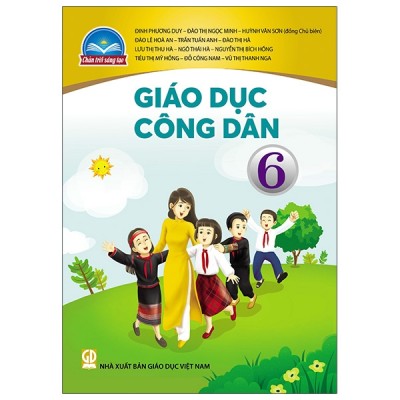 ĐINH PHƯƠNG DUY – ĐÀO THỊ NGỌC MINH – HUỲNH VĂN SƠN (đồng Chủ biên)
ĐÀO LÊ HOÀ AN – TRẦN TUẤN ANH – ĐÀO THỊ HÀ
LƯU THỊ THU HÀ – NGÔ THÁI HÀ – NGUYỄN THỊ BÍCH HỒNG
TIÊU THỊ MỸ HỒNG – ĐỖ CÔNG NAM – VŨ THỊ THANH NGA
Chân trời sáng tạo
GIÁO DỤC
CÔNG DÂN
6
NHÀ XUẤT BẢN GIÁO DỤC VIỆT NAM